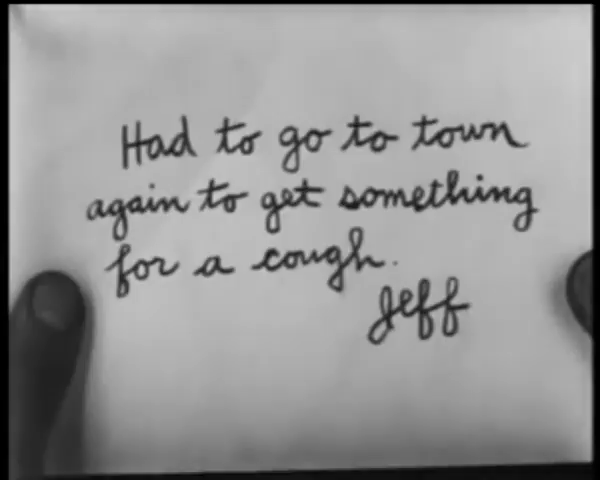 Had to go to town
again to get something
for a cough.
Jeff